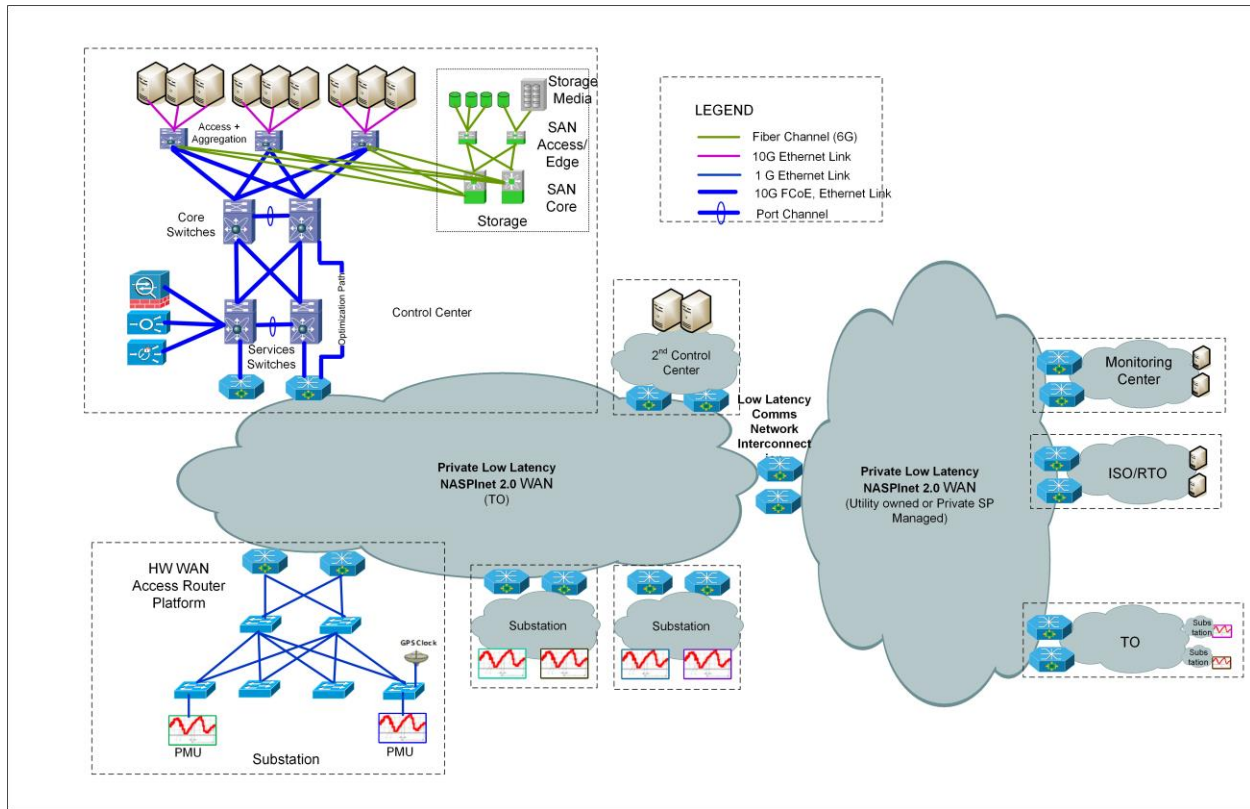 Storage
Media
Access +
Aggregation
SAN
Access/
Edge
SAN
Core
Storage
Core
Switches
Optimization Path
Control Center
Services
Switches
LEGEND
Fiber Channel (6G)
10G Ethernet Link
1 G Ethernet Link
10G FCoE, Ethernet Link
Port Channel
2nd Control
Center
Low Latency
Comms
Network
Interconnect
Private Low Latency
NASPInet 2.0 WAN
(TO)
Private Low Latency
NASPInet 2.0 WAN
(Utility owned or Private SP
Managed)
Monitoring
Center
ISO/RTO
TO
Subs
tation
Subs
tation
HW WAN
Access Router
Platform
GPS Clock
PMU
PMU
Substation
Substation
Substation